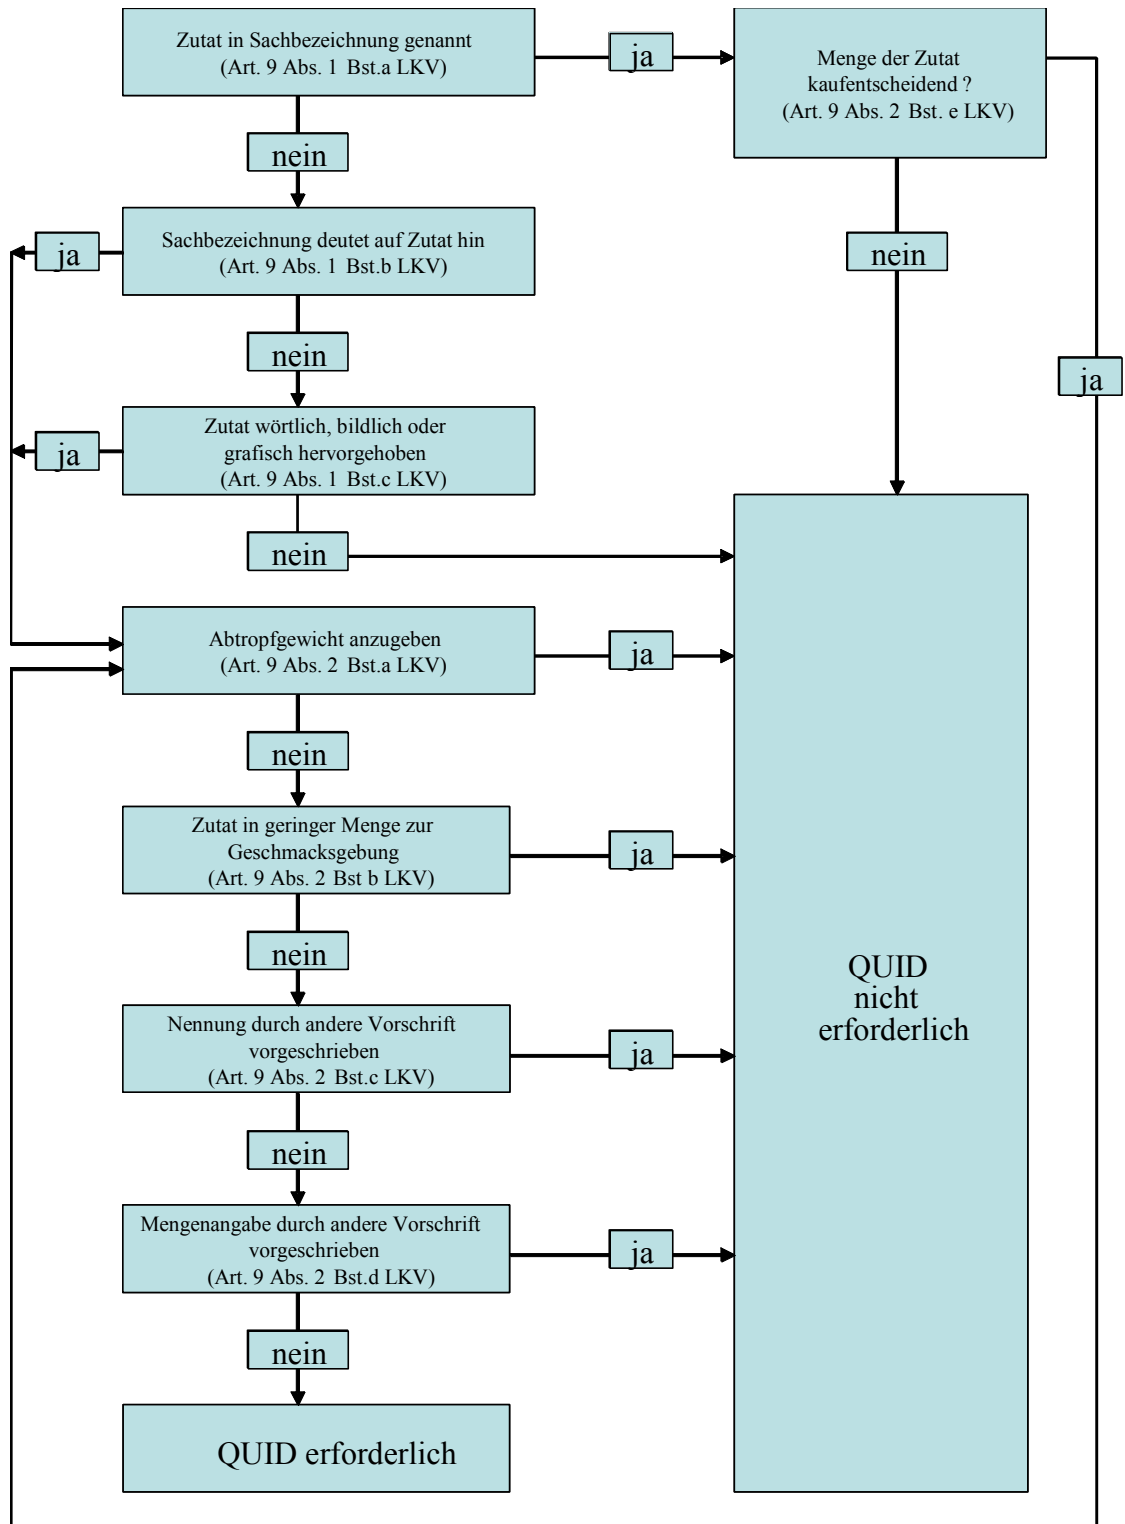 Zutat in Sachbezeichnung genannt
(Art. 9 Abs. 1 Bst.a LKV)
ja
Menge der Zutat
kaufentscheidend ?
(Art. 9 Abs. 2 Bst. e LKV)
nein
Sachbezeichnung deutet auf Zutat hin
(Art. 9 Abs. 1 Bst.b LKV)
ja
nein
nein
ja
Zutat wörtlich, bildlich oder
grafisch hervorgehoben
(Art. 9 Abs. 1 Bst.c LKV)
ja
nein
Abtropfgewicht anzugeben
(Art. 9 Abs. 2 Bst.a LKV)
ja
nein
Zutat in geringer Menge zur
Geschmacksgebung
(Art. 9 Abs. 2 Bst b LKV)
ja
nein
QUID
nicht
erforderlich
Nennung durch andere Vorschrift
vorgeschrieben
(Art. 9 Abs. 2 Bst.c LKV)
ja
nein
Mengenangabe durch andere Vorschrift
vorgeschrieben
(Art. 9 Abs. 2 Bst.d LKV)
ja
nein
QUID erforderlich